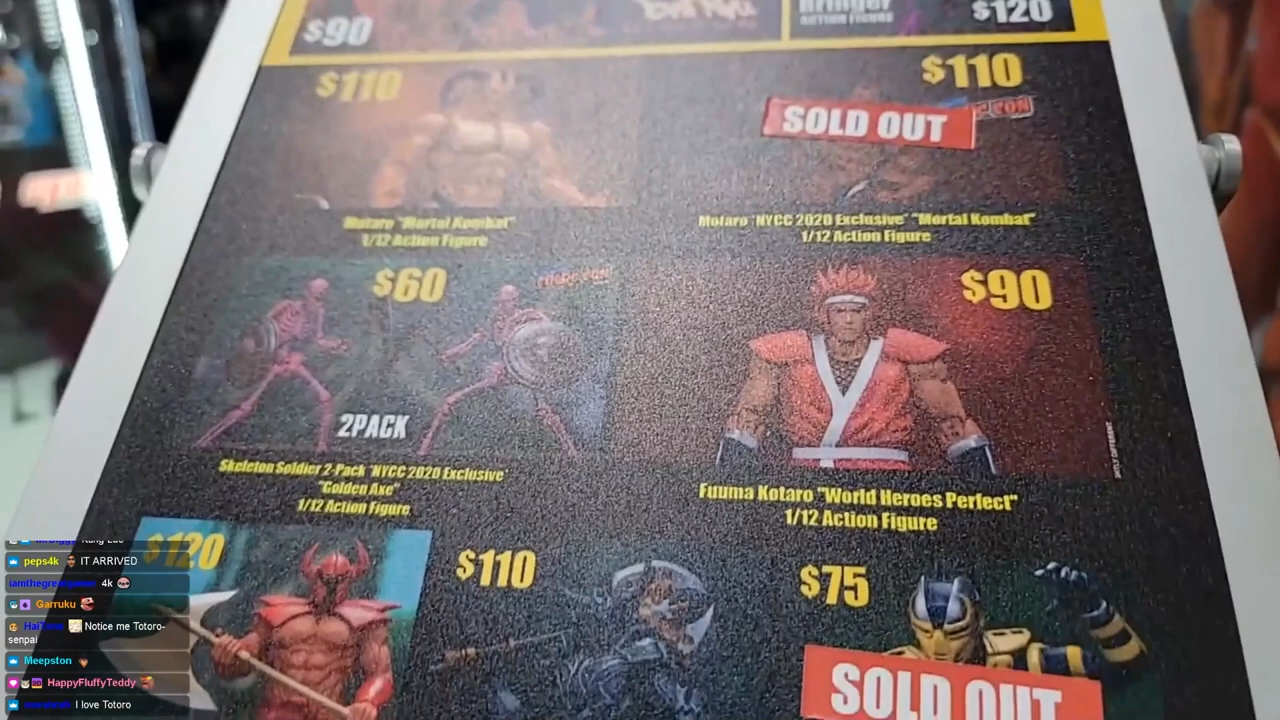 $90
ACTION FIGURE
$120
$110
$110
SOLD OUT
Motaro "Mortal Kombat"
1/12 Action Figure
Motaro 'NYCC 2020 Exclusive' "Mortal Kombat"
1/12 Action Figure
$60
$90
2PACK
Skeleton Soldier 2-Pack 'NYCC 2020 Exclusive'
"Golden Axe"
1/12 Action Figure
Fuuma Kotaro "World Heroes Perfect"
1/12 Action Figure
$120
$110
$75
SOLD OUT
peps4k IT ARRIVED
4k
Garruku
Notice me Totoro-
senpai
Meepston
HappyFluffyTeddy
I love Totoro